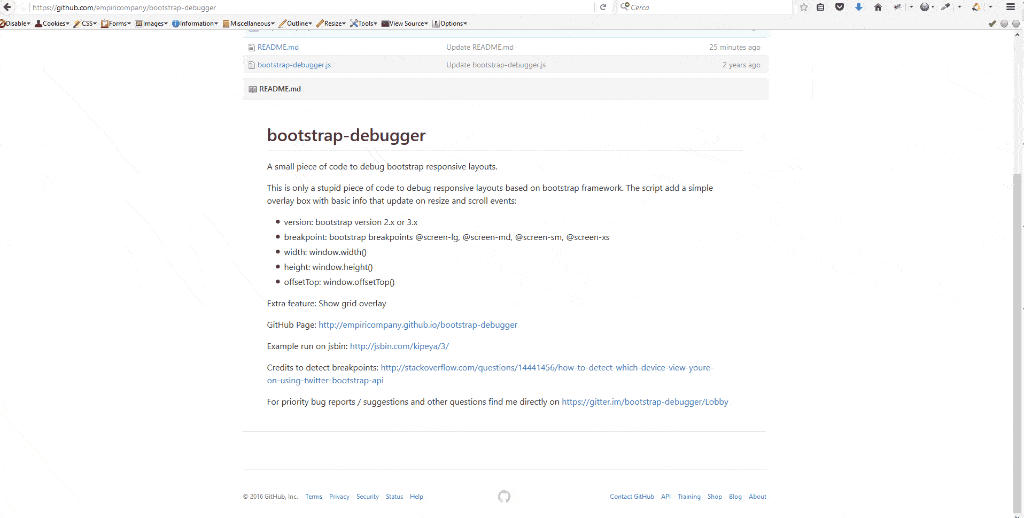 https://github.com/empiricompany/bootstrap-debugger
Cerca
Disable Cookies CSS Forms Images Information Miscellaneous Outline Resize Tools View Source Options
README.md Update README.md 25 minutes ago
bootstrap-debugger.js Update bootstrap-debugger.js 2 years ago
README.md
bootstrap-debugger
A small piece of code to debug bootstrap responsive layouts.
This is only a stupid piece of code to debug responsive layouts based on bootstrap framework. The script add a simple
overlay box with basic info that update on resize and scroll events:
version: bootstrap version 2.x or 3.x
breakpoint: bootstrap breakpoints @screen-lg, @screen-md, @screen-sm, @screen-xs
width: window.width()
height: window.height()
offsetTop: window.offsetTop()
Extra feature: Show grid overlay
GitHub Page: http://empiricompany.github.io/bootstrap-debugger
Example run on jsbin: http://jsbin.com/kipeya/3/
Credits to detect breakpoints: http://stackoverflow.com/questions/14441456/how-to-detect-which-device-view-youre-
on-using-twitter-bootstrap-api
For priority bug reports / suggestions and other questions find me directly on https://gitter.im/bootstrap-debugger/Lobby
© 2016 GitHub, Inc. Terms Privacy Security Status Help Contact GitHub API Training Shop Blog About